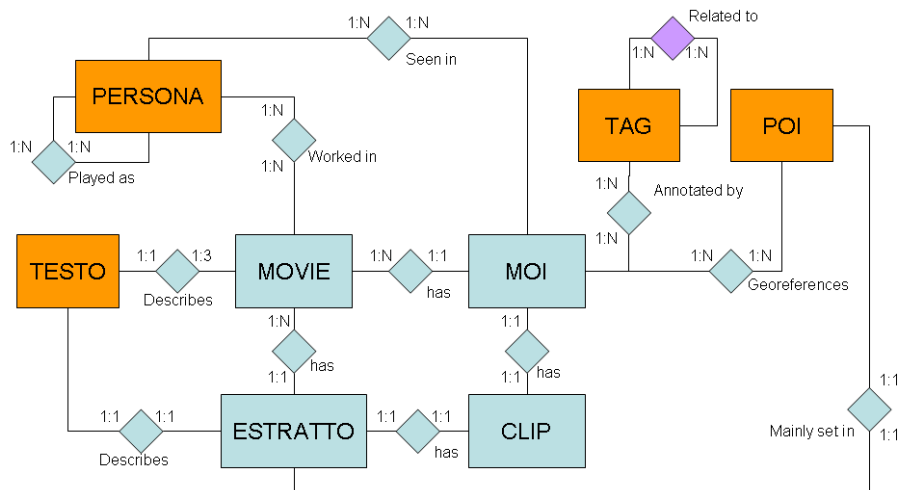 Related to
1:N 1:N
1:N 1:N
Seen in
PERSONA
TAG
POI
1:N 1:N
Played as
1:N
Worked in
1:N
1:N
Annotated by
1:N
TESTO
1:1 1:3
Describes
MOVIE
1:N 1:1
has
MOI
1:N 1:N
Georeferences
1:N
has
1:1
1:1
has
1:1
1:1 1:1
Describes
ESTRATTO
1:1 1:1
has
CLIP
1:1
Mainly set in
1:1